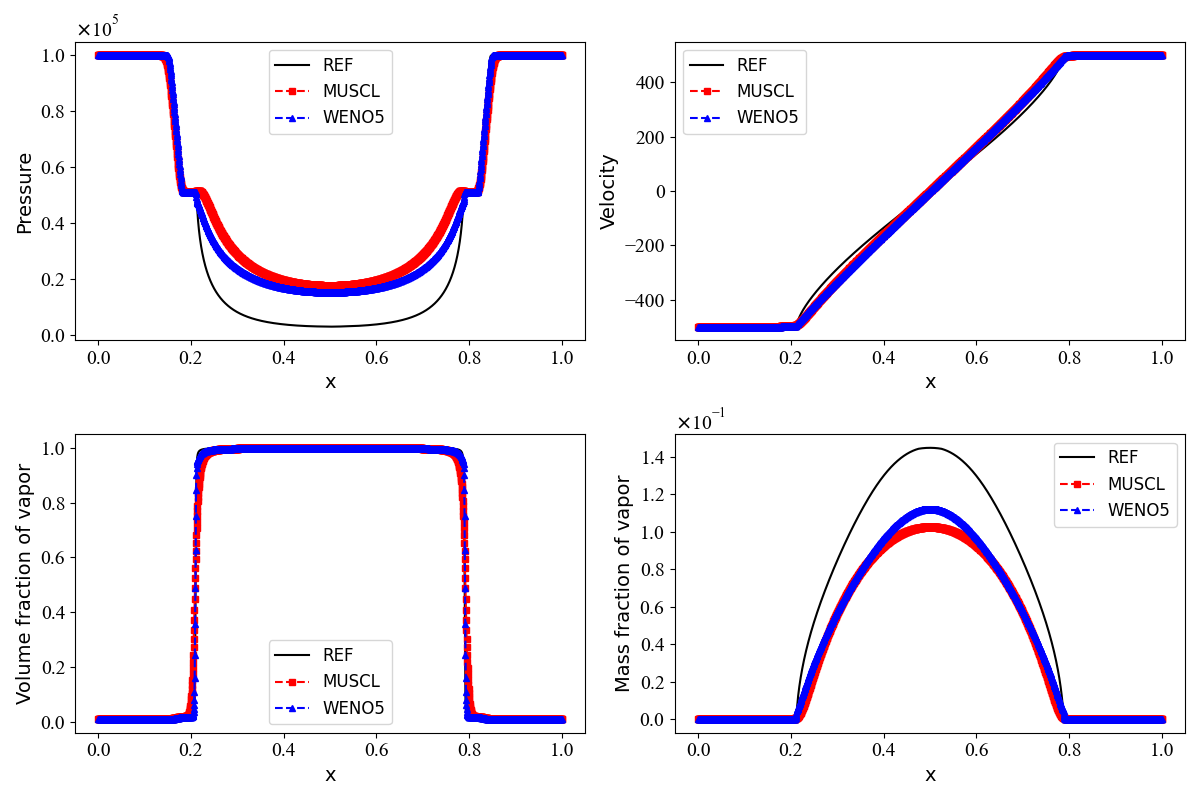 ×10^5
Pressure
1.0
0.8
0.6
0.4
0.2
0.0
REF
MUSCL
WENO5
0.0 0.2 0.4 0.6 0.8 1.0
x
Velocity
400
200
0
−200
−400
REF
MUSCL
WENO5
0.0 0.2 0.4 0.6 0.8 1.0
x
Volume fraction of vapor
1.0
0.8
0.6
0.4
0.2
0.0
REF
MUSCL
WENO5
0.0 0.2 0.4 0.6 0.8 1.0
x
×10^−1
Mass fraction of vapor
1.4
1.2
1.0
0.8
0.6
0.4
0.2
0.0
REF
MUSCL
WENO5
0.0 0.2 0.4 0.6 0.8 1.0
x